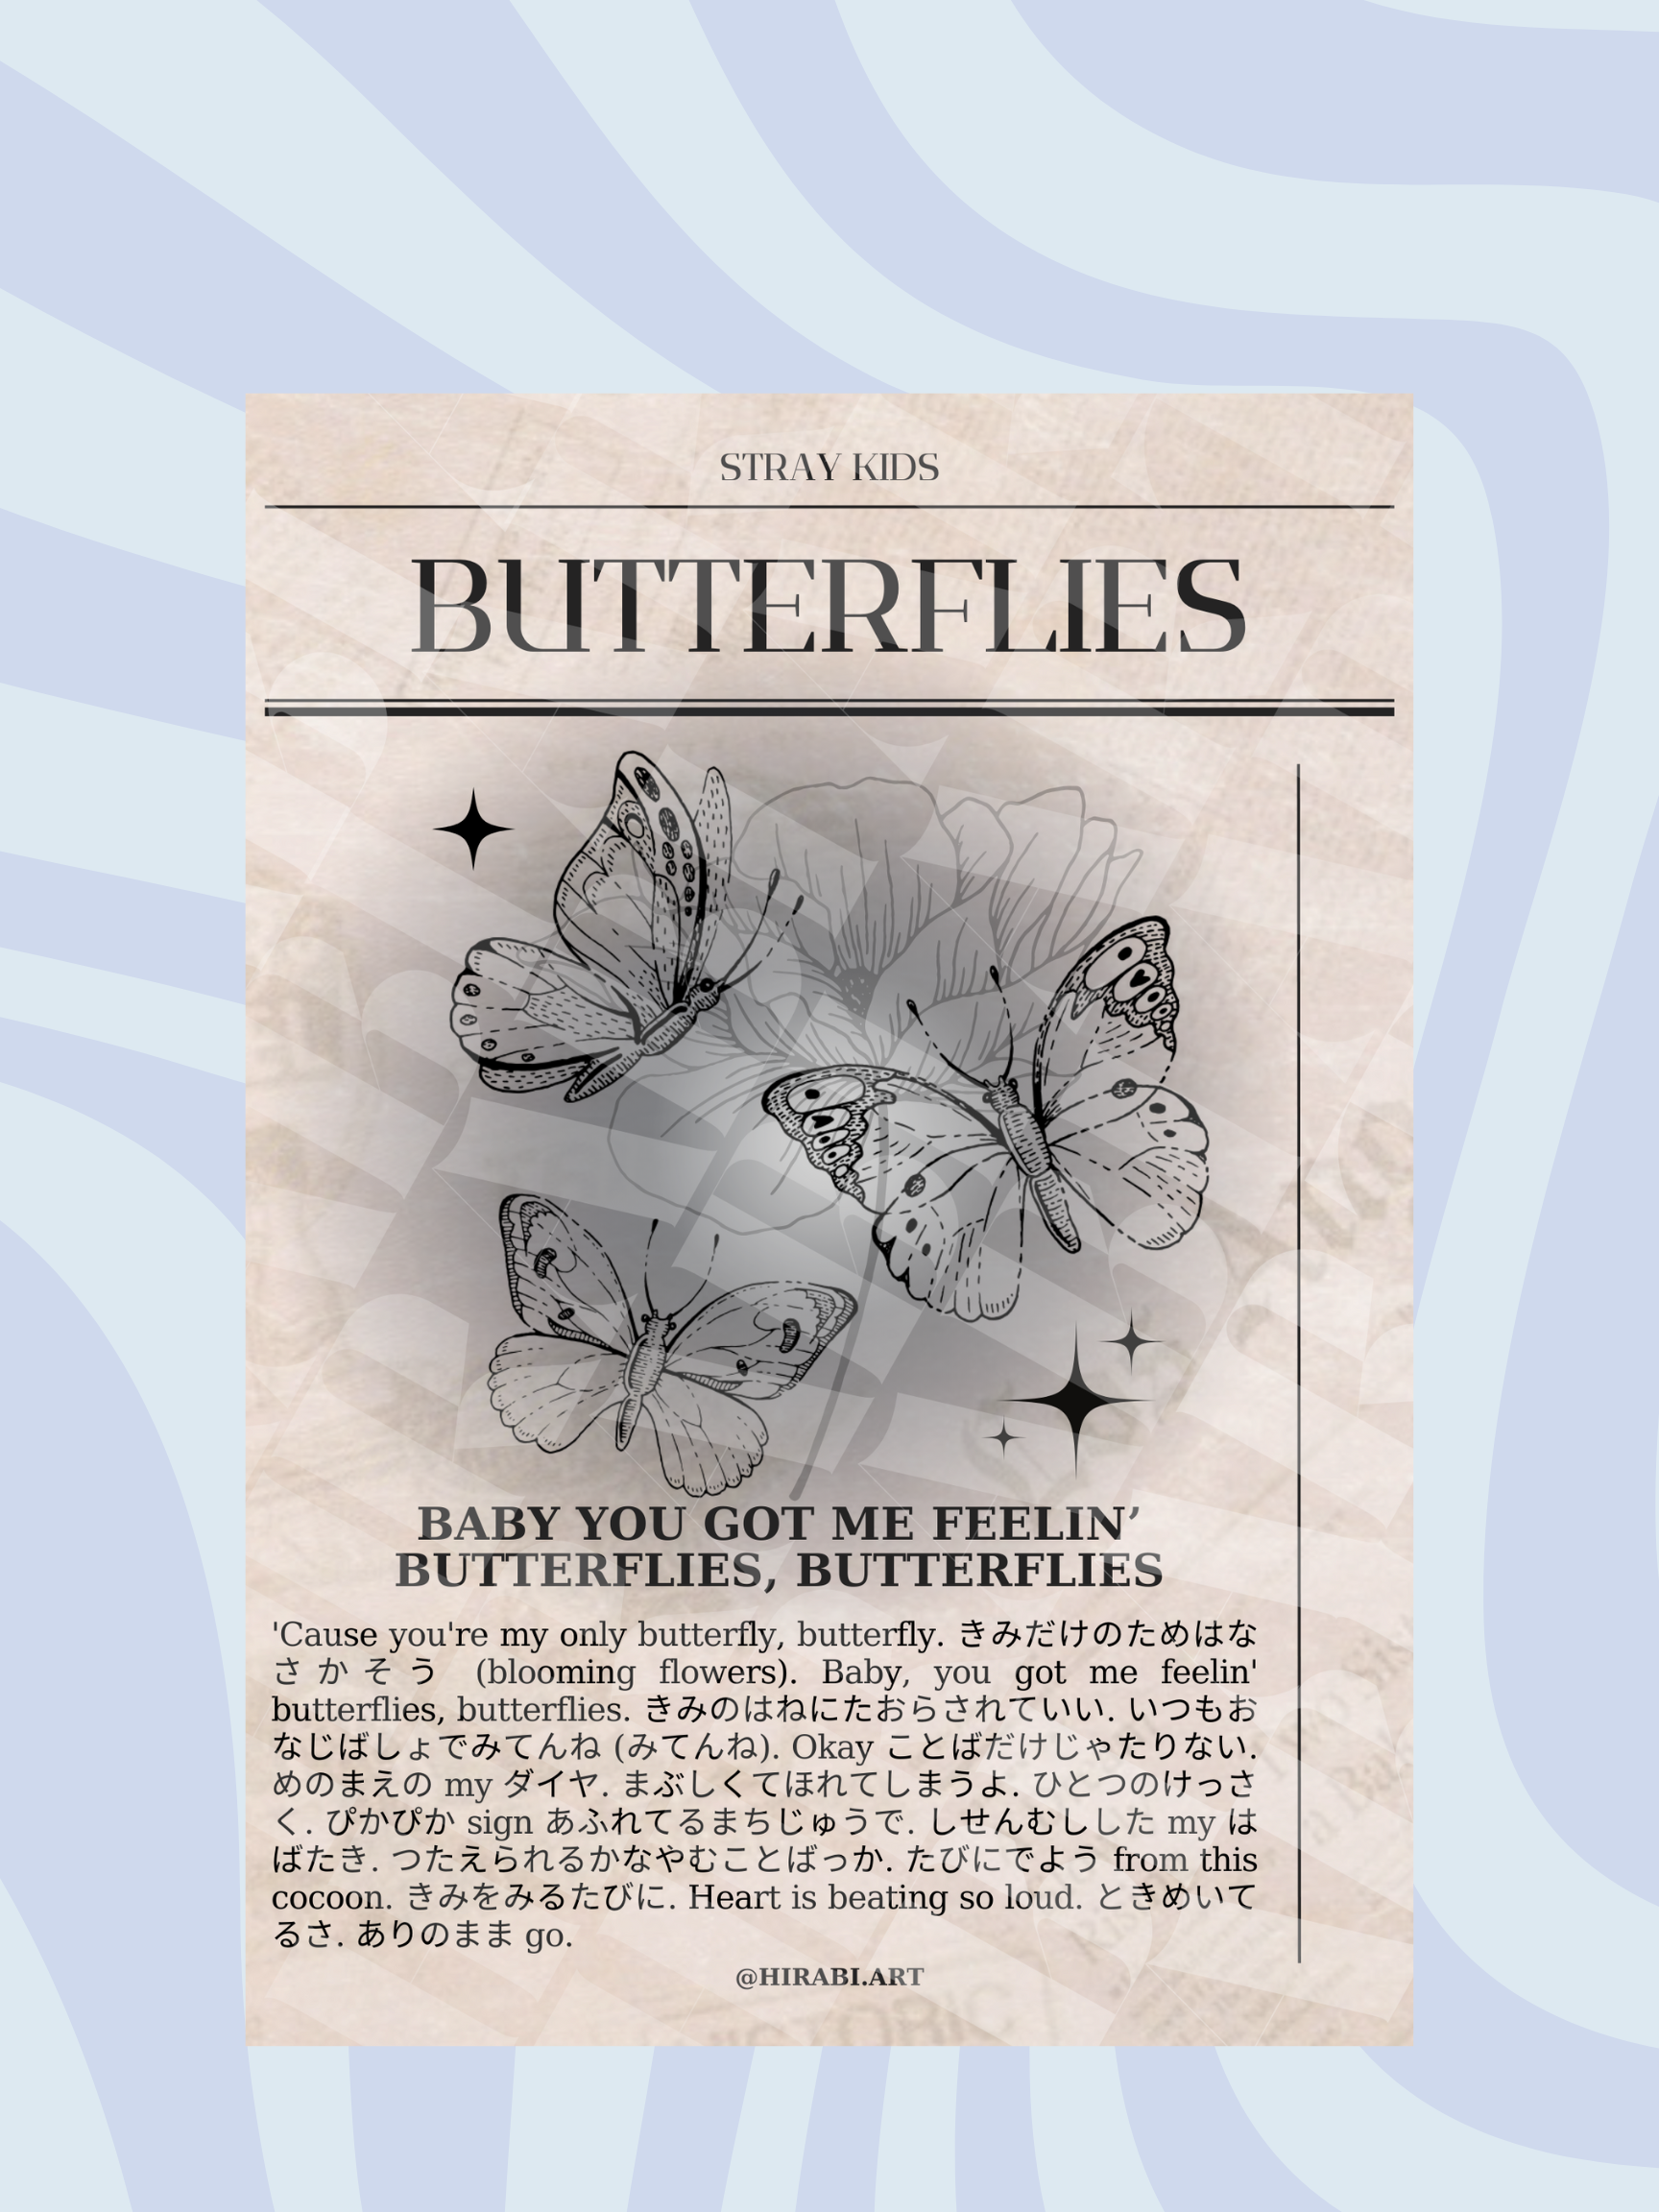 STRAY KIDS
BUTTERFLIES
BABY YOU GOT ME FEELIN’
BUTTERFLIES, BUTTERFLIES
'Cause you're my only butterfly, butterfly. きみだけのためはな
さかそう (blooming flowers). Baby, you got me feelin'
butterflies, butterflies. きみのはねにたおらされていい. いつもお
なじばしょでみてんね (みてんね). Okay ことばだけじゃたりない.
めのまえの my ダイヤ. まぶしくてほれてしまうよ. ひとつのけっさ
く. ぴかぴか sign あふれてるまちじゅうで. しせんむしした my は
ばたき. つたえられるかなやむことばっか. たびにでよう from this
cocoon. きみをみるたびに. Heart is beating so loud. ときめいて
るさ. ありのまま go.
@HIRABI.ART